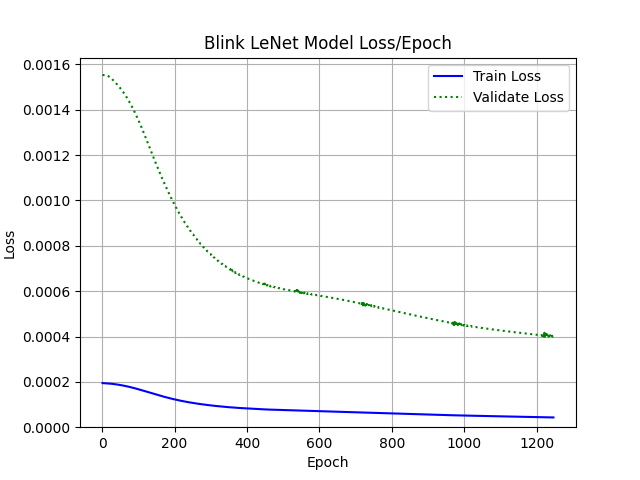 Blink LeNet Model Loss/Epoch
Train Loss
Validate Loss
0.0016
0.0014
0.0012
0.0010
0.0008
0.0006
0.0004
0.0002
0.0000
Loss
0 200 400 600 800 1000 1200
Epoch